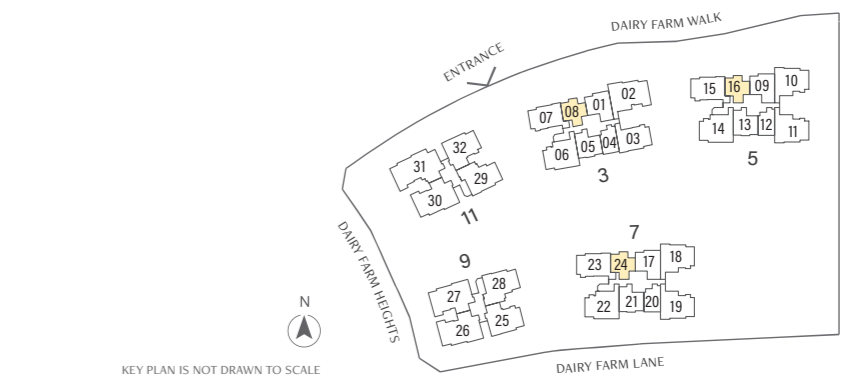 DAIRY FARM WALK
ENTRANCE
15 16 09 10
14 13 12 11
5
07 08 01 02
06 05 04 03
3
31 32
30 29
11
7
23 24 17 18
22 21 20 19
9
27 28
26 25
DAIRY FARM HEIGHTS
N
DAIRY FARM LANE
KEY PLAN IS NOT DRAWN TO SCALE